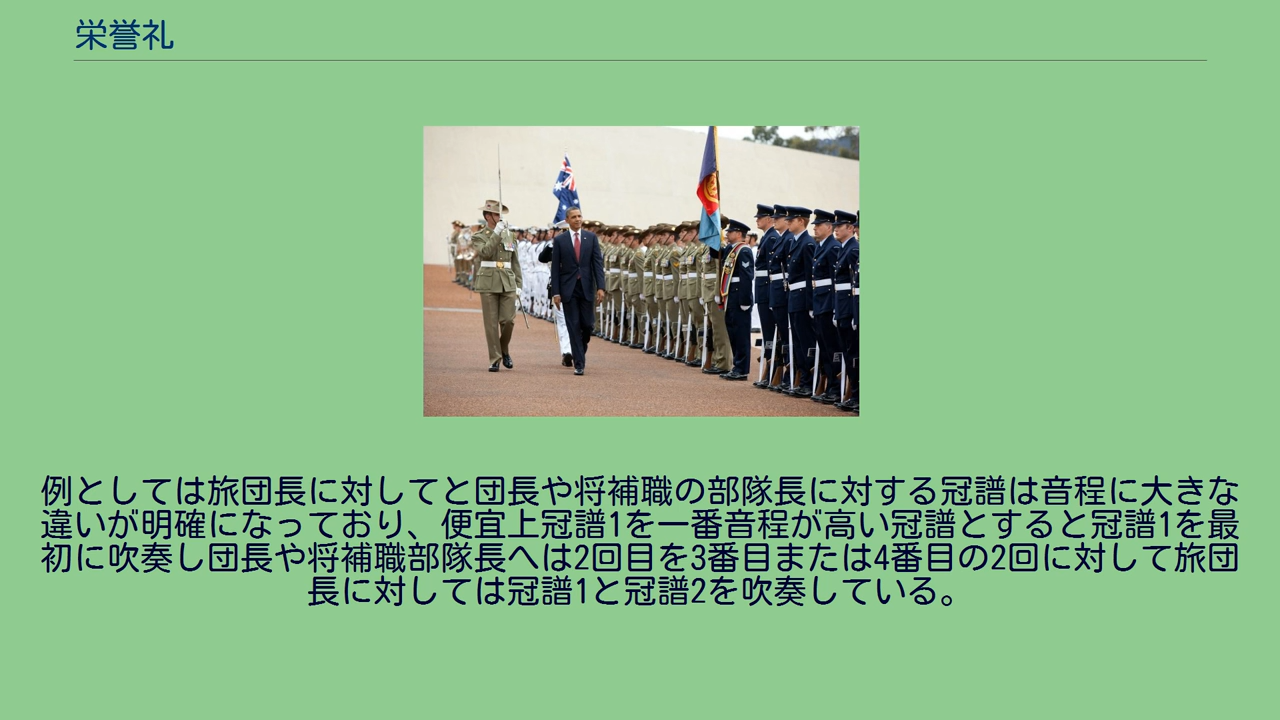 栄誉礼
例としては旅団長に対してと団長や将補職の部隊長に対する冠譜は音程に大きな
違いが明確になっており、便宜上冠譜1を一番音程が高い冠譜とすると冠譜1を最
初に吹奏し団長や将補職部隊長へは2回目を3番目または4番目の2回に対して旅団
長に対しては冠譜1と冠譜2を吹奏している。